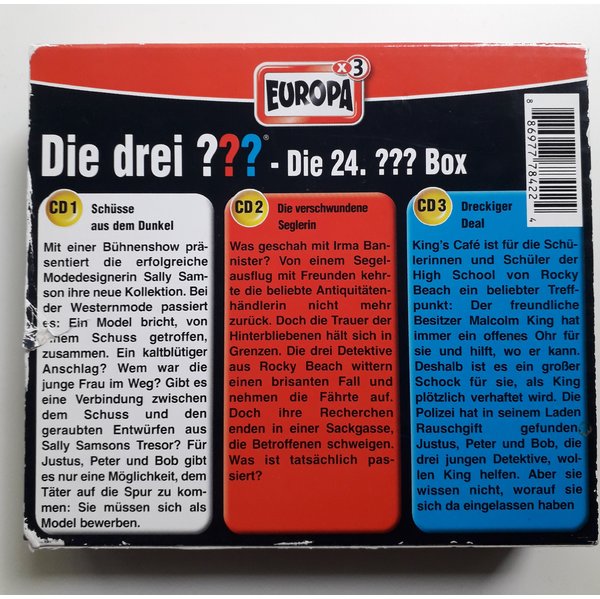 x3
EUROPA
Die drei ???® - Die 24. ??? Box
8 86977 78422 4
CD 1 Schüsse
aus dem Dunkel
Mit einer Bühnenshow prä-
sentiert die erfolgreiche
Modedesignerin Sally Sam-
son ihre neue Kollektion. Bei
der Westernmode passiert
es: Ein Model bricht, von
einem Schuss getroffen,
zusammen. Ein kaltblütiger
Anschlag? Wem war die
junge Frau im Weg? Gibt es
eine Verbindung zwischen
dem Schuss und den
geraubten Entwürfen aus
Sally Samsons Tresor? Für
Justus, Peter und Bob gibt
es nur eine Möglichkeit, dem
Täter auf die Spur zu kom-
men: Sie müssen sich als
Model bewerben.
CD 2 Die verschwundene
Seglerin
Was geschah mit Irma Ban-
nister? Von einem Segel-
ausflug mit Freunden kehr-
te die beliebte Antiquitäten-
händlerin nicht mehr
zurück. Doch die Trauer der
Hinterbliebenen hält sich in
Grenzen. Die drei Detektive
aus Rocky Beach wittern
einen brisanten Fall und
nehmen die Fährte auf.
Doch ihre Recherchen
enden in einer Sackgasse,
die Betroffenen schweigen.
Was ist tatsächlich pas-
siert?
CD 3 Dreckiger
Deal
King's Café ist für die Schü-
lerinnen und Schüler der
High School von Rocky
Beach ein beliebter Treff-
punkt: Der freundliche
Besitzer Malcolm King hat
immer ein offenes Ohr für
sie und hilft, wo er kann.
Deshalb ist es ein großer
Schock für sie, als King
plötzlich verhaftet wird. Die
Polizei hat in seinem Laden
Rauschgift gefunden.
Justus, Peter und Bob, die
drei jungen Detektive, wol-
len King helfen. Aber sie
wissen nicht, worauf sie
sich da eingelassen haben